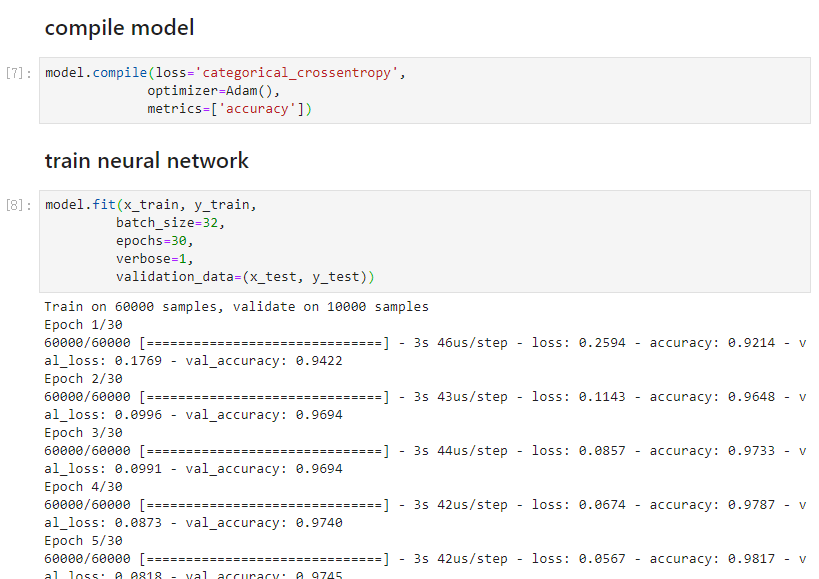 compile model
[7]: model.compile(loss='categorical_crossentropy',
             optimizer=Adam(),
             metrics=['accuracy'])
train neural network
[8]: model.fit(x_train, y_train,
         batch_size=32,
         epochs=30,
         verbose=1,
         validation_data=(x_test, y_test))
Train on 60000 samples, validate on 10000 samples
Epoch 1/30
60000/60000 [==============================] - 3s 46us/step - loss: 0.2594 - accuracy: 0.9214 - v
al_loss: 0.1769 - val_accuracy: 0.9422
Epoch 2/30
60000/60000 [==============================] - 3s 43us/step - loss: 0.1143 - accuracy: 0.9648 - v
al_loss: 0.0996 - val_accuracy: 0.9694
Epoch 3/30
60000/60000 [==============================] - 3s 44us/step - loss: 0.0857 - accuracy: 0.9733 - v
al_loss: 0.0991 - val_accuracy: 0.9694
Epoch 4/30
60000/60000 [==============================] - 3s 42us/step - loss: 0.0674 - accuracy: 0.9787 - v
al_loss: 0.0873 - val_accuracy: 0.9740
Epoch 5/30
60000/60000 [==============================] - 3s 42us/step - loss: 0.0567 - accuracy: 0.9817 - v
al_loss: 0.0818 - val_accuracy: 0.9745